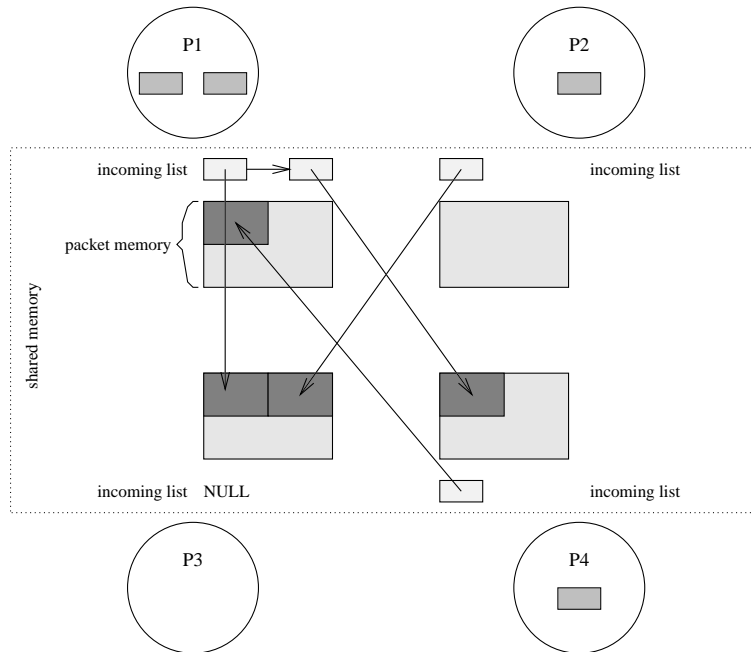 P1
P2
incoming list
incoming list
packet memory
shared memory
incoming list NULL
incoming list
P3
P4